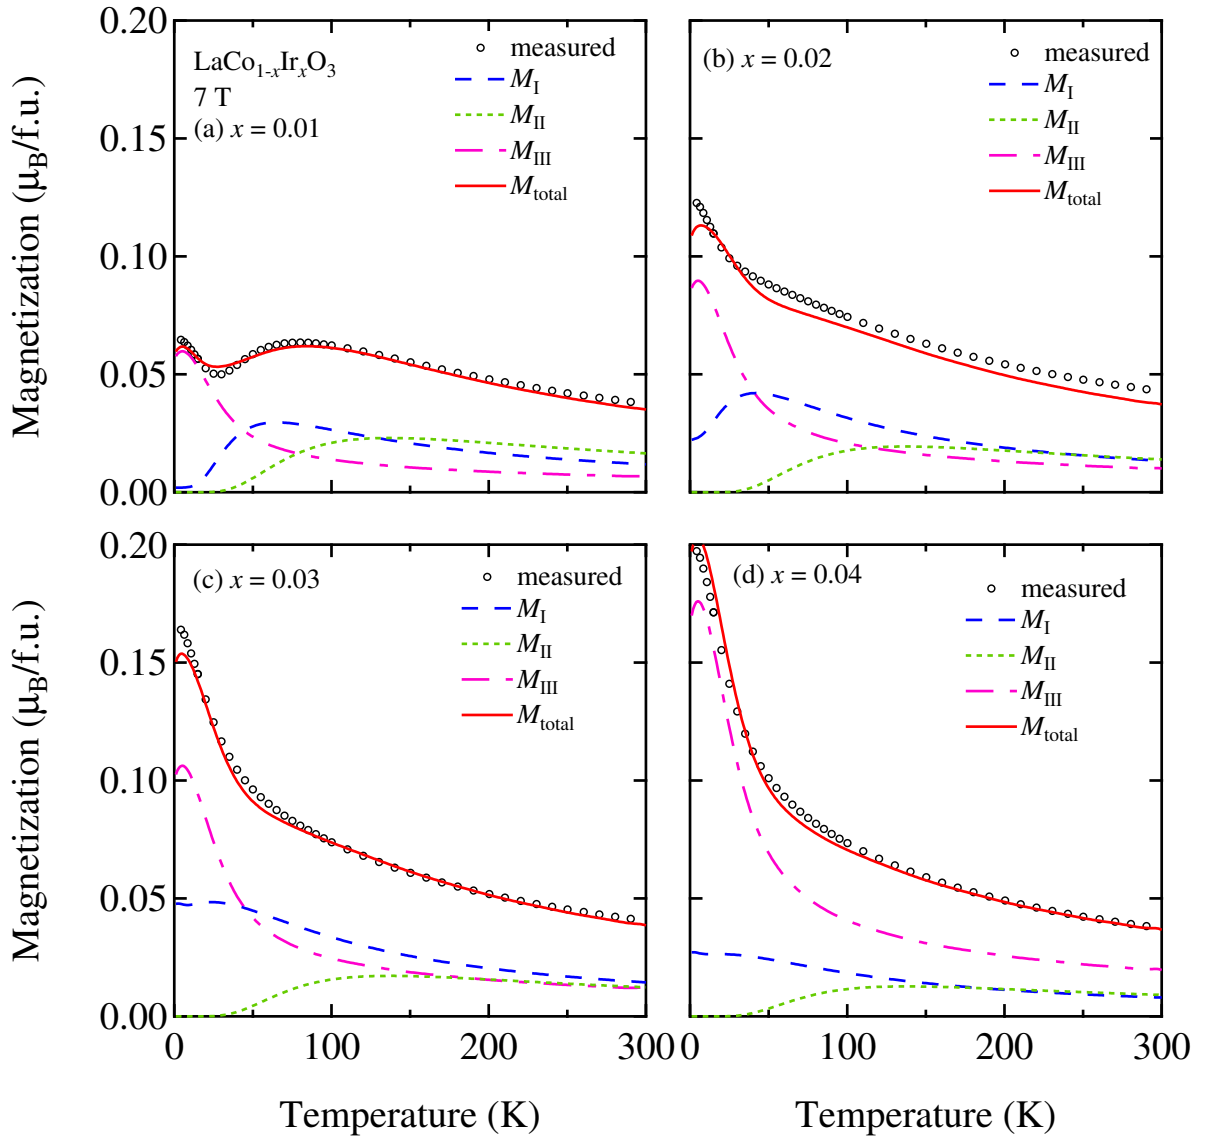 0.20
0.15
0.10
0.05
0.00
Magnetization (μB/f.u.)
LaCo1-xIrxO3
7 T
(a) x = 0.01
measured
MI
MII
MIII
Mtotal
(b) x = 0.02
measured
MI
MII
MIII
Mtotal
0.20
0.15
0.10
0.05
0.00
Magnetization (μB/f.u.)
(c) x = 0.03
measured
MI
MII
MIII
Mtotal
(d) x = 0.04
measured
MI
MII
MIII
Mtotal
0 100 200 300 0 100 200 300
Temperature (K) Temperature (K)